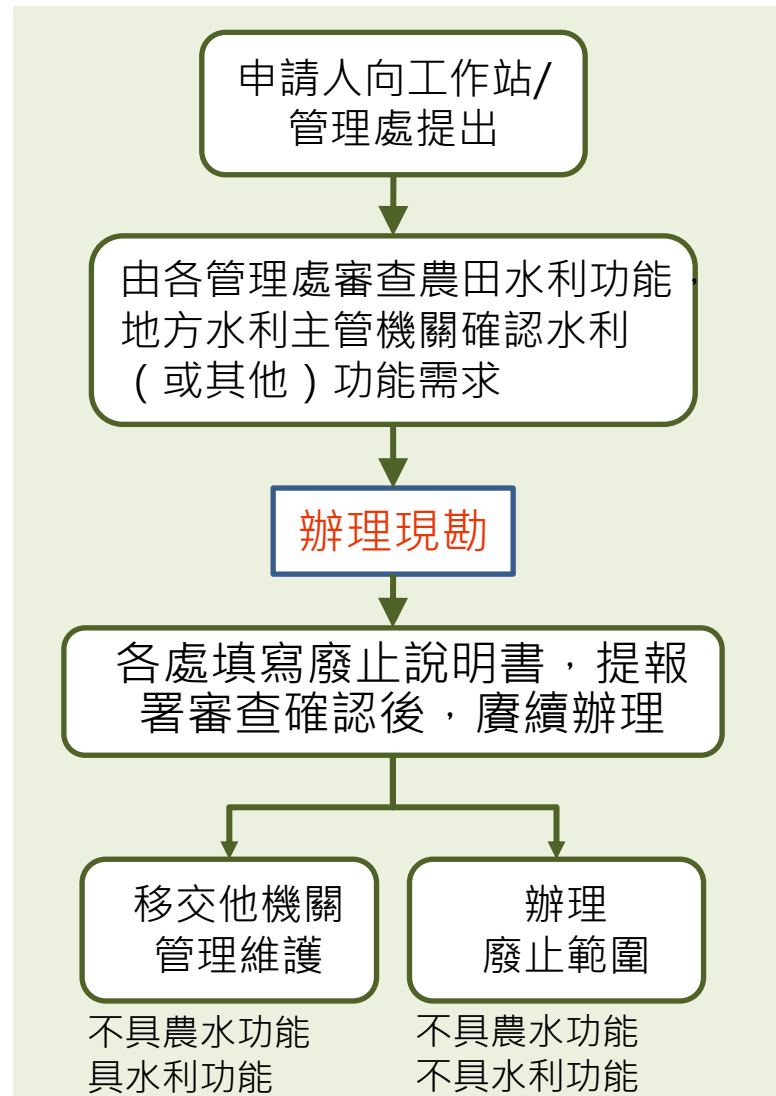 申請人向工作站/
管理處提出
由各管理處審查農田水利功能，
地方水利主管機關確認水利
（或其他）功能需求
辦理現勘
各處填寫廢止說明書，提報
署審查確認後，賡續辦理
移交他機關
管理維護
辦理
廢止範圍
不具農水功能
具水利功能
不具農水功能
不具水利功能